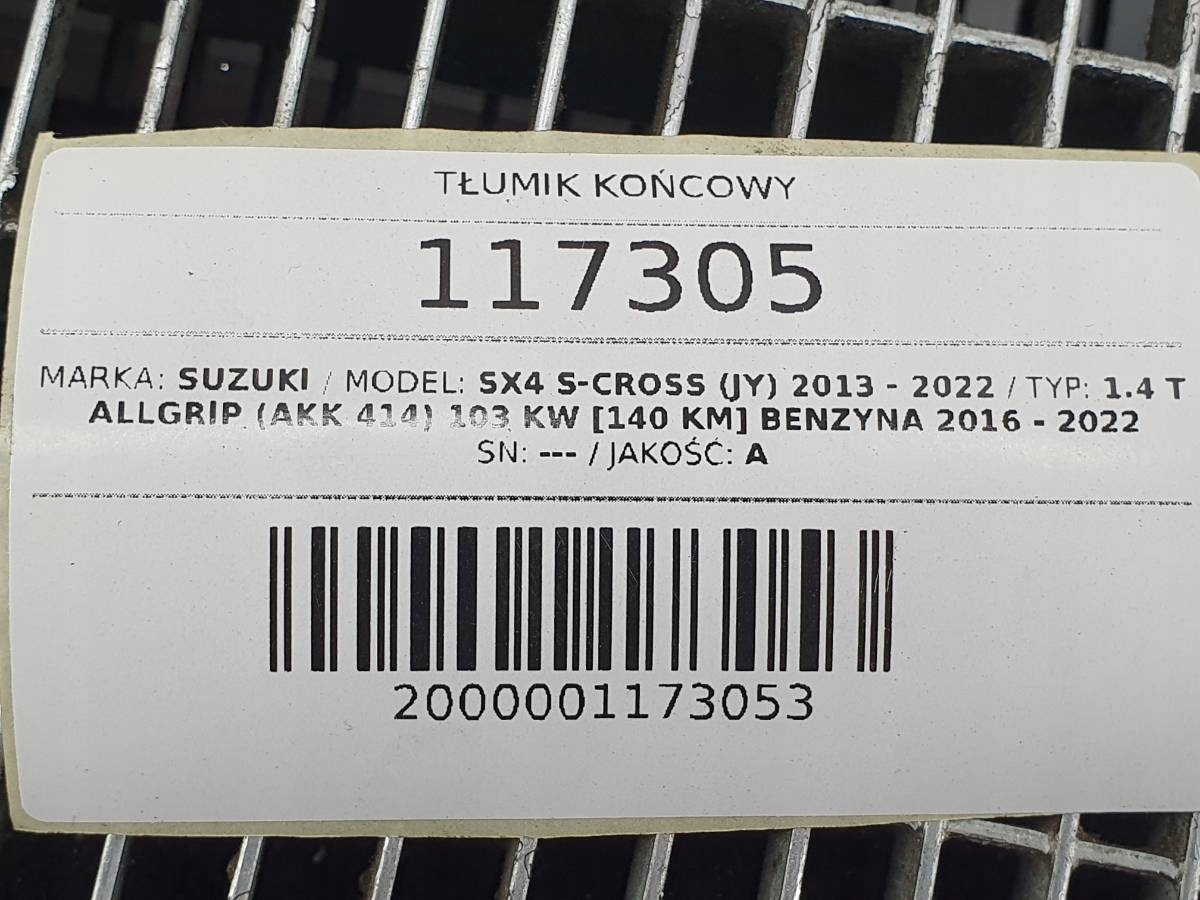 TŁUMIK KOŃCOWY
117305
MARKA: SUZUKI / MODEL: SX4 S-CROSS (JY) 2013 - 2022 / TYP: 1.4 T
ALLGRIP (AKK 414) 103 KW [140 KM] BENZYNA 2016 - 2022
SN: --- / JAKOŚĆ: A
2000001173053